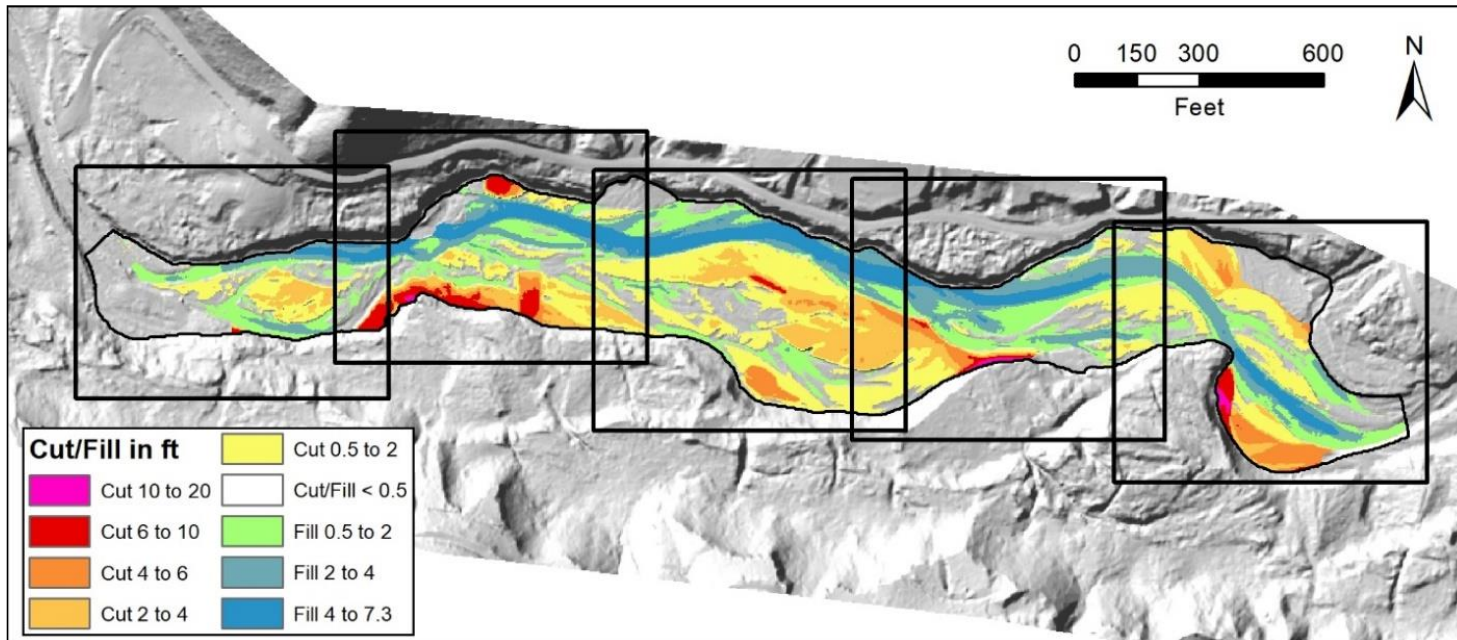 0 150 300 600
Feet
N
Cut/Fill in ft
Cut 10 to 20
Cut 6 to 10
Cut 4 to 6
Cut 2 to 4
Cut 0.5 to 2
Cut/Fill < 0.5
Fill 0.5 to 2
Fill 2 to 4
Fill 4 to 7.3